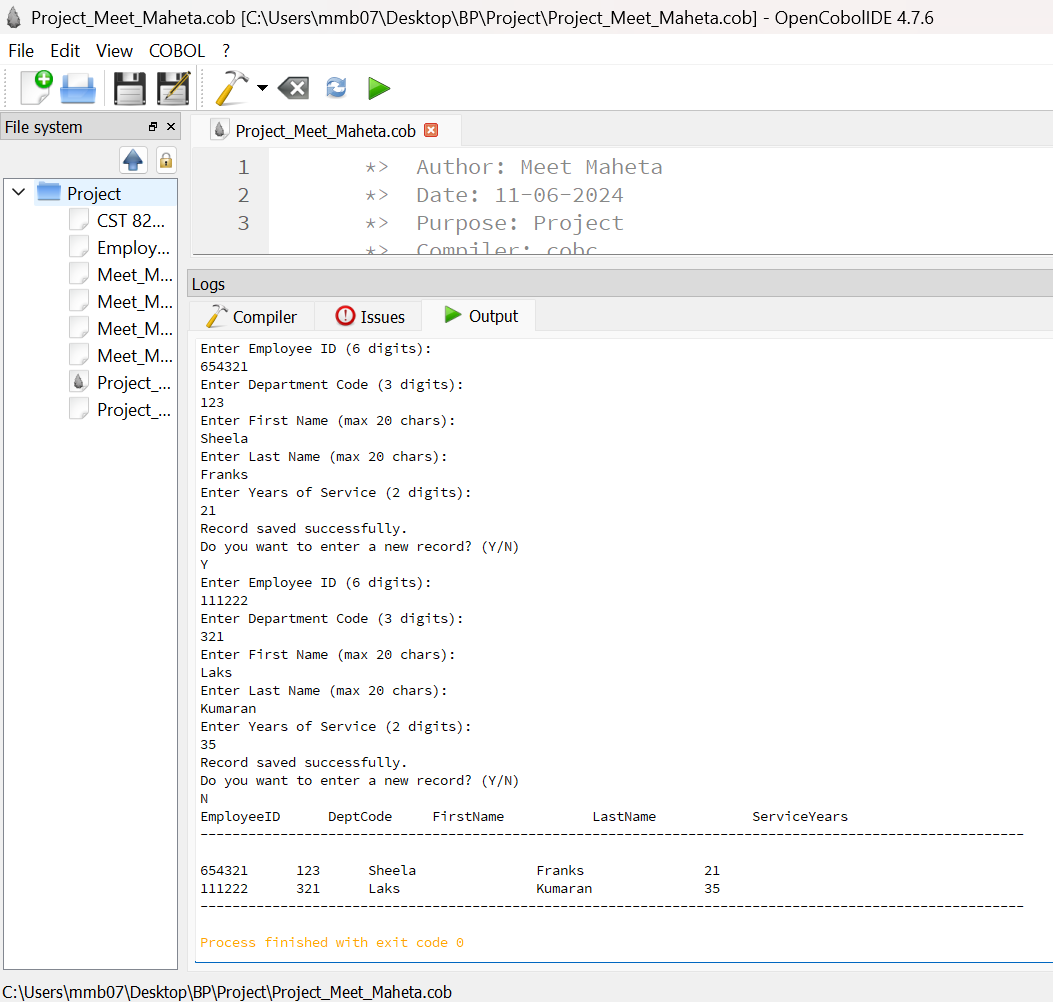 Project_Meet_Maheta.cob [C:\Users\mmb07\Desktop\BP\Project\Project_Meet_Maheta.cob] - OpenCobolIDE 4.7.6
File Edit View COBOL ?
File system
Project
CST 82...
Employ...
Meet_M...
Meet_M...
Meet_M...
Meet_M...
Project_...
Project_...
Project_Meet_Maheta.cob
1 *> Author: Meet Maheta
2 *> Date: 11-06-2024
3 *> Purpose: Project
*> Compiler: cobc
Logs
Compiler Issues Output
Enter Employee ID (6 digits):
654321
Enter Department Code (3 digits):
123
Enter First Name (max 20 chars):
Sheela
Enter Last Name (max 20 chars):
Franks
Enter Years of Service (2 digits):
21
Record saved successfully.
Do you want to enter a new record? (Y/N)
Y
Enter Employee ID (6 digits):
111222
Enter Department Code (3 digits):
321
Enter First Name (max 20 chars):
Laks
Enter Last Name (max 20 chars):
Kumaran
Enter Years of Service (2 digits):
35
Record saved successfully.
Do you want to enter a new record? (Y/N)
N
EmployeeID DeptCode FirstName LastName ServiceYears
-------------------------------------------------------------------------------------------------------
654321 123 Sheela Franks 21
111222 321 Laks Kumaran 35
-------------------------------------------------------------------------------------------------------
Process finished with exit code 0
C:\Users\mmb07\Desktop\BP\Project\Project_Meet_Maheta.cob